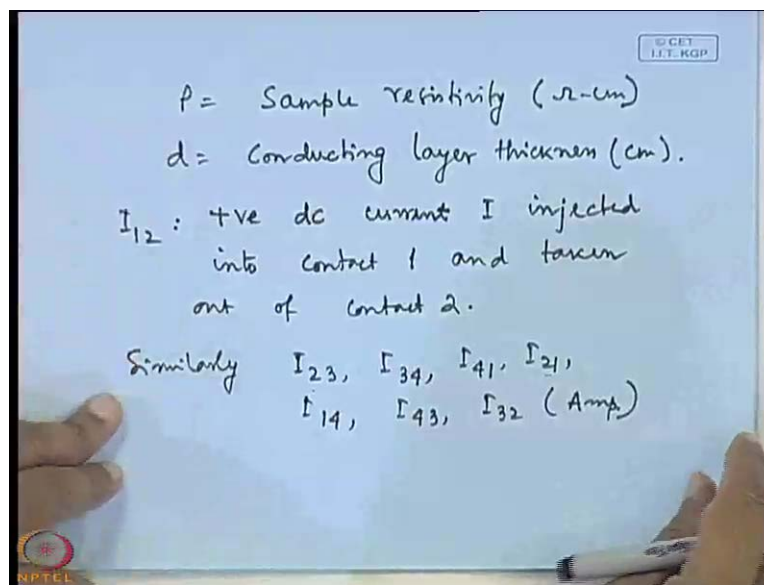 © CET
I.I.T. KGP
ρ = Sample resistivity (Ω-cm)
d = Conducting layer thickness (cm).
I₁₂ : +ve dc current I injected
into contact 1 and taken
out of contact 2.
Similarly I₂₃, I₃₄, I₄₁, I₂₁,
I₁₄, I₄₃, I₃₂ (Amp)
NPTEL